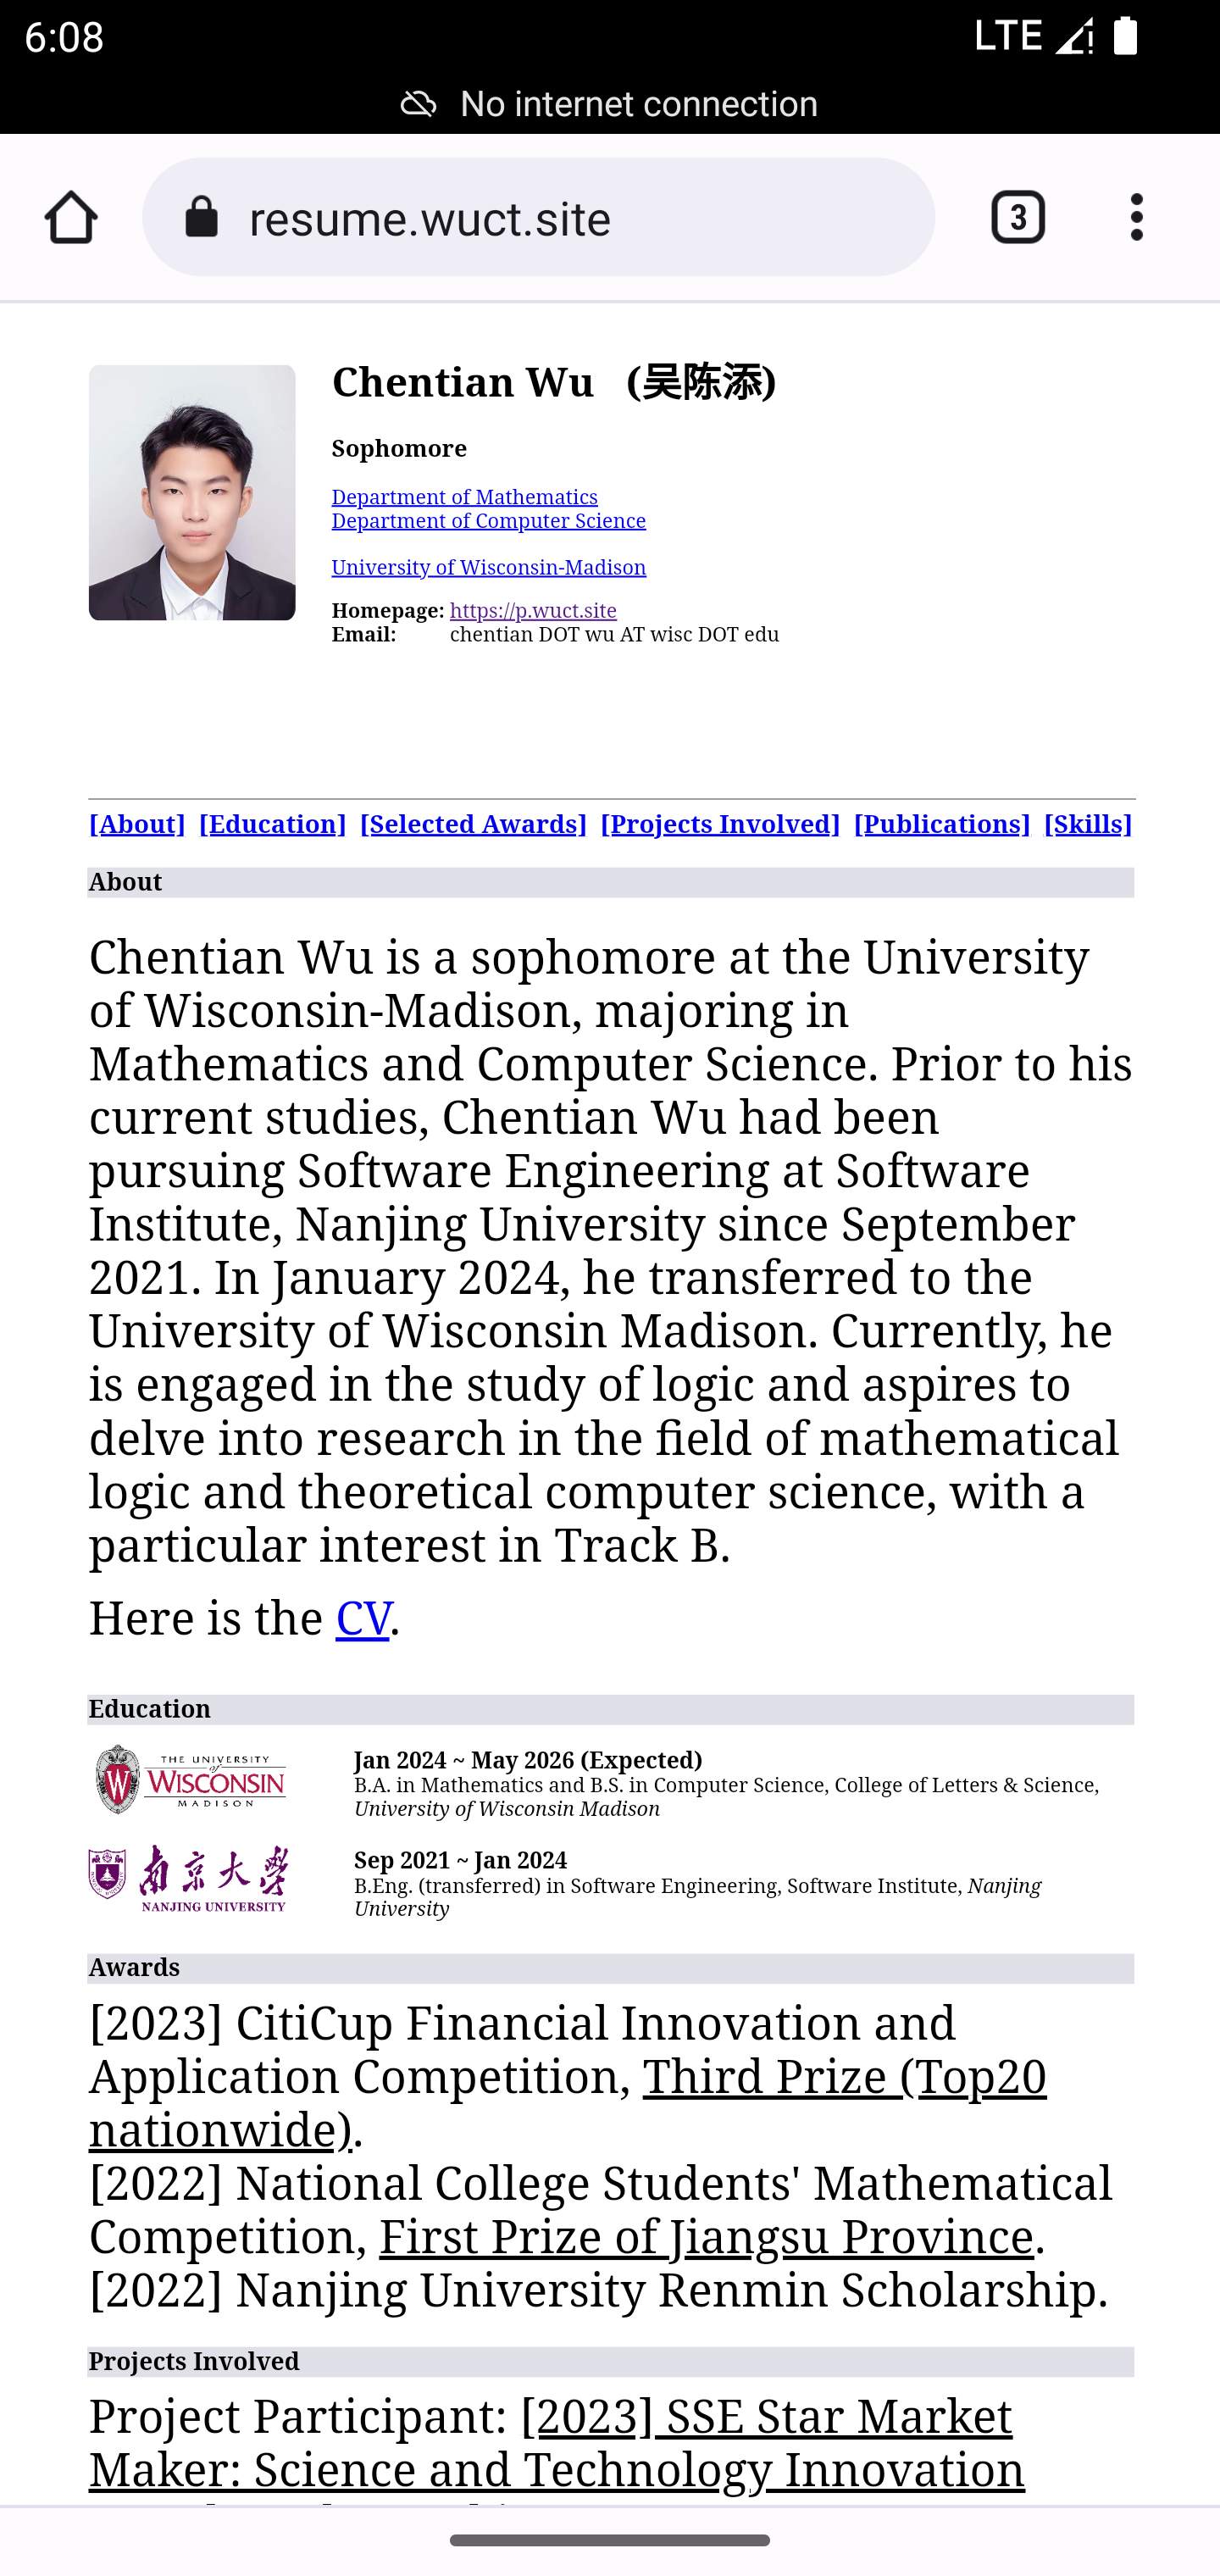 6:08
LTE
No internet connection
resume.wuct.site
3
Chentian Wu (吴陈添)
Sophomore
Department of Mathematics
Department of Computer Science
University of Wisconsin-Madison
Homepage: https://p.wuct.site
Email: chentian DOT wu AT wisc DOT edu
[About] [Education] [Selected Awards] [Projects Involved] [Publications] [Skills]
About
Chentian Wu is a sophomore at the University
of Wisconsin-Madison, majoring in
Mathematics and Computer Science. Prior to his
current studies, Chentian Wu had been
pursuing Software Engineering at Software
Institute, Nanjing University since September
2021. In January 2024, he transferred to the
University of Wisconsin Madison. Currently, he
is engaged in the study of logic and aspires to
delve into research in the field of mathematical
logic and theoretical computer science, with a
particular interest in Track B.
Here is the CV.
Education
THE UNIVERSITY
of
WISCONSIN
MADISON
Jan 2024 ~ May 2026 (Expected)
B.A. in Mathematics and B.S. in Computer Science, College of Letters & Science,
University of Wisconsin Madison
南京大学
NANJING UNIVERSITY
Sep 2021 ~ Jan 2024
B.Eng. (transferred) in Software Engineering, Software Institute, Nanjing
University
Awards
[2023] CitiCup Financial Innovation and
Application Competition, Third Prize (Top20
nationwide).
[2022] National College Students' Mathematical
Competition, First Prize of Jiangsu Province.
[2022] Nanjing University Renmin Scholarship.
Projects Involved
Project Participant: [2023] SSE Star Market
Maker: Science and Technology Innovation